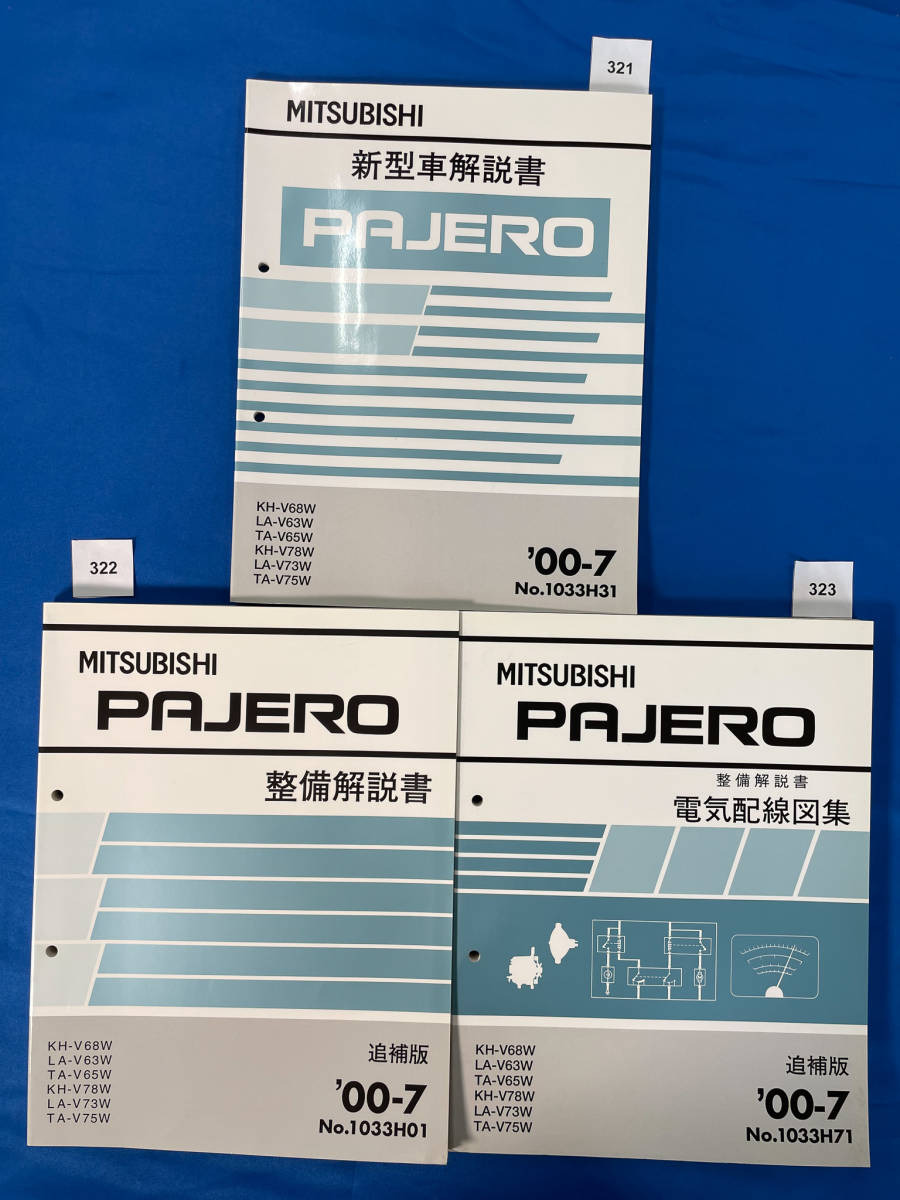 321
MITSUBISHI
新型車解説書
PAJERO
KH-V68W
LA-V63W
TA-V65W
KH-V78W
LA-V73W
TA-V75W
'00-7
No.1033H31
322
MITSUBISHI
PAJERO
整備解説書
KH-V68W
LA-V63W
TA-V65W
KH-V78W
LA-V73W
TA-V75W
追補版
'00-7
No.1033H01
323
MITSUBISHI
PAJERO
整備解説書
電気配線図集
KH-V68W
LA-V63W
TA-V65W
KH-V78W
LA-V73W
TA-V75W
追補版
'00-7
No.1033H71